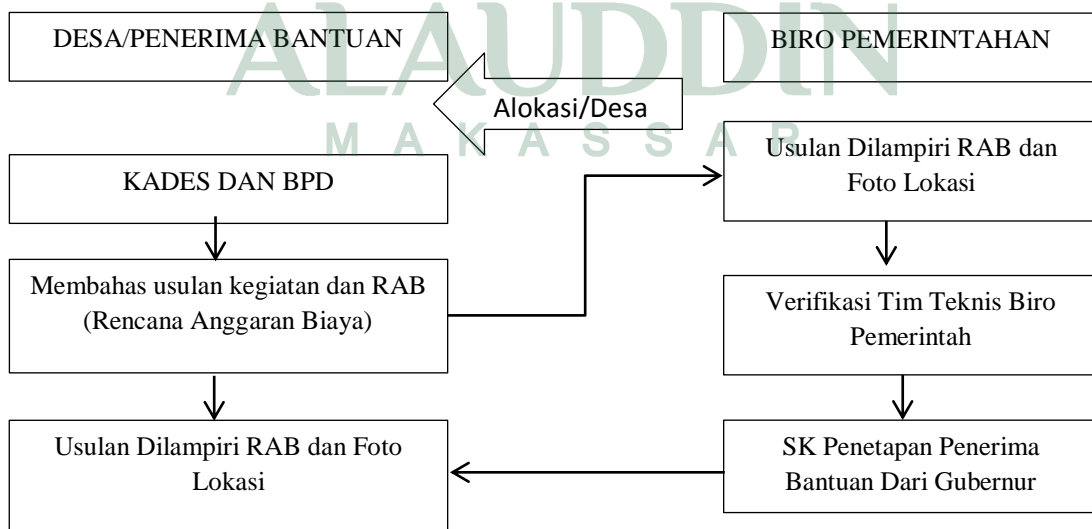 DESA/PENERIMA BANTUAN
BIRO PEMERINTAHAN
ALAUDDIN
MAKASSAR
Alokasi/Desa
KADES DAN BPD
Membahas usulan kegiatan dan RAB
(Rencana Anggaran Biaya)
Usulan Dilampiri RAB dan Foto
Lokasi
Usulan Dilampiri RAB dan
Foto Lokasi
Verifikasi Tim Teknis Biro
Pemerintah
SK Penetapan Penerima
Bantuan Dari Gubernur